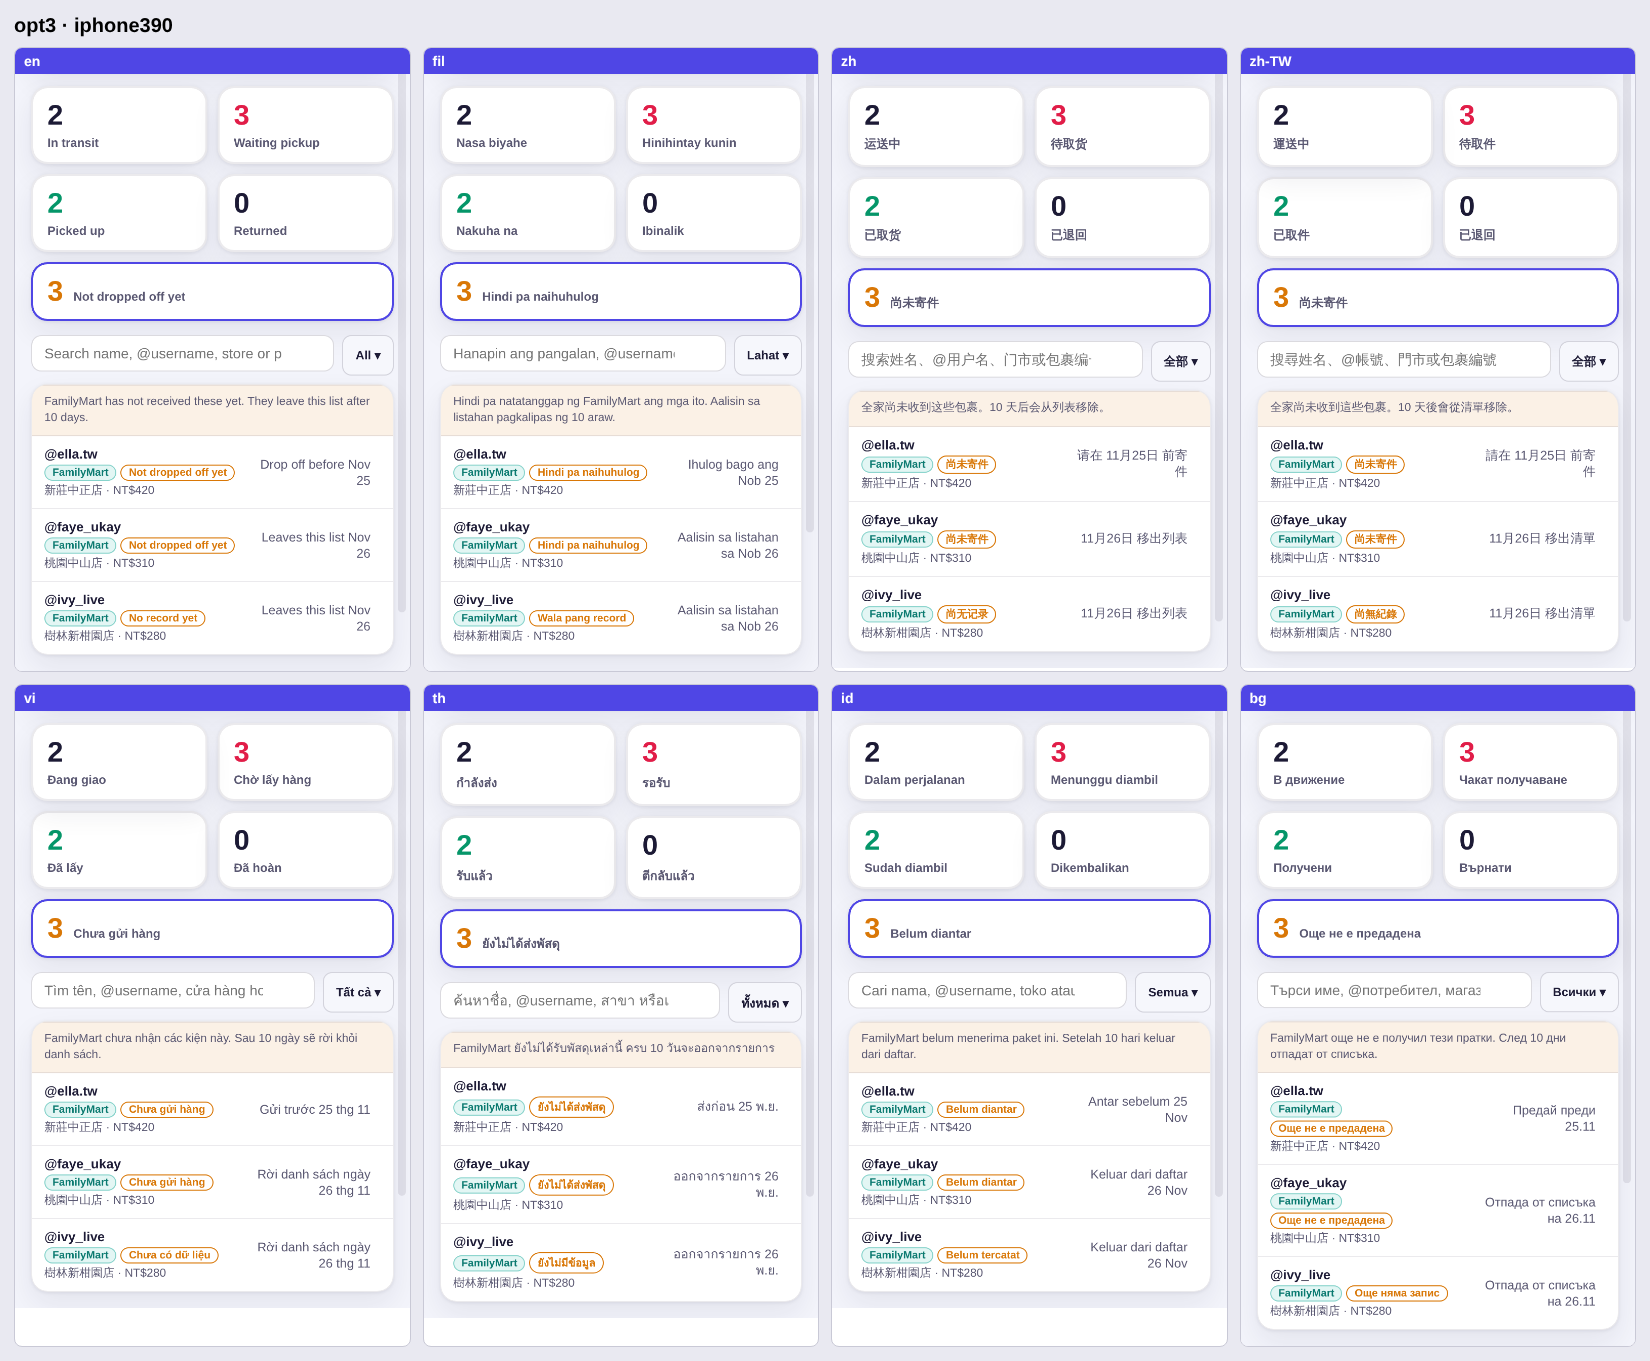 opt3 · iphone390
en
2
In transit
3
Waiting pickup
2
Picked up
0
Returned
3 Not dropped off yet
Search name, @username, store or p
All ▾
FamilyMart has not received these yet. They leave this list after
10 days.
@ella.tw
FamilyMart Not dropped off yet
新莊中正店 · NT$420
Drop off before Nov
25
@faye_ukay
FamilyMart Not dropped off yet
桃園中山店 · NT$310
Leaves this list Nov
26
@ivy_live
FamilyMart No record yet
樹林新柑園店 · NT$280
Leaves this list Nov
26
fil
2
Nasa biyahe
3
Hinihintay kunin
2
Nakuha na
0
Ibinalik
3 Hindi pa naihuhulog
Hanapin ang pangalan, @username
Lahat ▾
Hindi pa natatanggap ng FamilyMart ang mga ito. Aalisin sa
listahan pagkalipas ng 10 araw.
@ella.tw
FamilyMart Hindi pa naihuhulog
新莊中正店 · NT$420
Ihulog bago ang
Nob 25
@faye_ukay
FamilyMart Hindi pa naihuhulog
桃園中山店 · NT$310
Aalisin sa listahan
sa Nob 26
@ivy_live
FamilyMart Wala pang record
樹林新柑園店 · NT$280
Aalisin sa listahan
sa Nob 26
zh
2
运送中
3
待取货
2
已取货
0
已退回
3 尚未寄件
搜索姓名、@用户名、门市或包裹编
全部 ▾
全家尚未收到这些包裹。10 天后会从列表移除。
@ella.tw
FamilyMart 尚未寄件
新莊中正店 · NT$420
请在 11月25日 前寄
件
@faye_ukay
FamilyMart 尚未寄件
桃園中山店 · NT$310
11月26日 移出列表
@ivy_live
FamilyMart 尚无记录
樹林新柑園店 · NT$280
11月26日 移出列表
zh-TW
2
運送中
3
待取件
2
已取件
0
已退回
3 尚未寄件
搜尋姓名、@帳號、門市或包裹編號
全部 ▾
全家尚未收到這些包裹。10 天後會從清單移除。
@ella.tw
FamilyMart 尚未寄件
新莊中正店 · NT$420
請在 11月25日 前寄
件
@faye_ukay
FamilyMart 尚未寄件
桃園中山店 · NT$310
11月26日 移出清單
@ivy_live
FamilyMart 尚無紀錄
樹林新柑園店 · NT$280
11月26日 移出清單
vi
2
Đang giao
3
Chờ lấy hàng
2
Đã lấy
0
Đã hoàn
3 Chưa gửi hàng
Tìm tên, @username, cửa hàng hc
Tất cả ▾
FamilyMart chưa nhận các kiện này. Sau 10 ngày sẽ rời khỏi
danh sách.
@ella.tw
FamilyMart Chưa gửi hàng
新莊中正店 · NT$420
Gửi trước 25 thg 11
@faye_ukay
FamilyMart Chưa gửi hàng
桃園中山店 · NT$310
Rời danh sách ngày
26 thg 11
@ivy_live
FamilyMart Chưa có dữ liệu
樹林新柑園店 · NT$280
Rời danh sách ngày
26 thg 11
th
2
กำลังส่ง
3
รอรับ
2
รับแล้ว
0
ตีกลับแล้ว
3 ยังไม่ได้ส่งพัสดุ
ค้นหาชื่อ, @username, สาขา หรือเ
ทั้งหมด ▾
FamilyMart ยังไม่ได้รับพัสดุเหล่านี้ ครบ 10 วันจะออกจากรายการ
@ella.tw
FamilyMart ยังไม่ได้ส่งพัสดุ
新莊中正店 · NT$420
ส่งก่อน 25 พ.ย.
@faye_ukay
FamilyMart ยังไม่ได้ส่งพัสดุ
桃園中山店 · NT$310
ออกจากรายการ 26
พ.ย.
@ivy_live
FamilyMart ยังไม่มีข้อมูล
樹林新柑園店 · NT$280
ออกจากรายการ 26
พ.ย.
id
2
Dalam perjalanan
3
Menunggu diambil
2
Sudah diambil
0
Dikembalikan
3 Belum diantar
Cari nama, @username, toko atau
Semua ▾
FamilyMart belum menerima paket ini. Setelah 10 hari keluar
dari daftar.
@ella.tw
FamilyMart Belum diantar
新莊中正店 · NT$420
Antar sebelum 25
Nov
@faye_ukay
FamilyMart Belum diantar
桃園中山店 · NT$310
Keluar dari daftar
26 Nov
@ivy_live
FamilyMart Belum tercatat
樹林新柑園店 · NT$280
Keluar dari daftar
26 Nov
bg
2
В движение
3
Чакат получаване
2
Получени
0
Върнати
3 Още не е предадена
Търси име, @потребител, магаз
Всички ▾
FamilyMart още не е получил тези пратки. След 10 дни
отпадат от списъка.
@ella.tw
FamilyMart
Още не е предадена
新莊中正店 · NT$420
Предай преди
25.11
@faye_ukay
FamilyMart
Още не е предадена
桃園中山店 · NT$310
Отпада от списъка
на 26.11
@ivy_live
FamilyMart Още няма запис
樹林新柑園店 · NT$280
Отпада от списъка
на 26.11